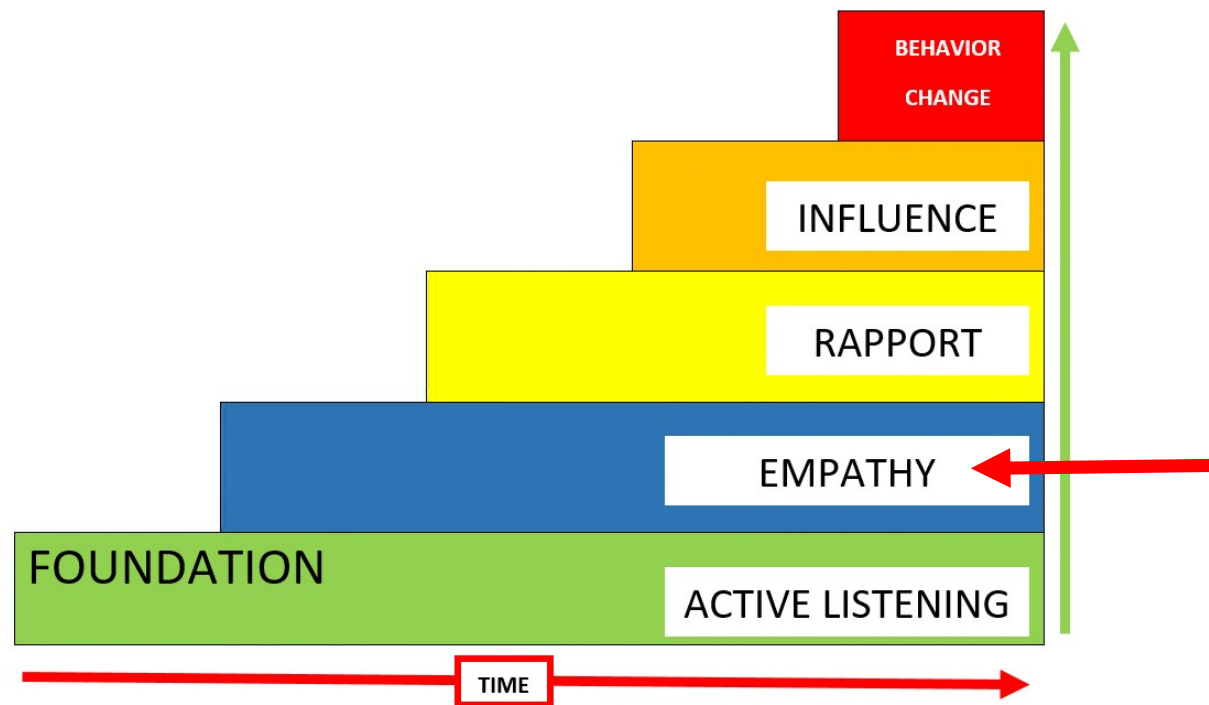 BEHAVIOR
CHANGE
INFLUENCE
RAPPORT
EMPATHY
FOUNDATION
ACTIVE LISTENING
TIME